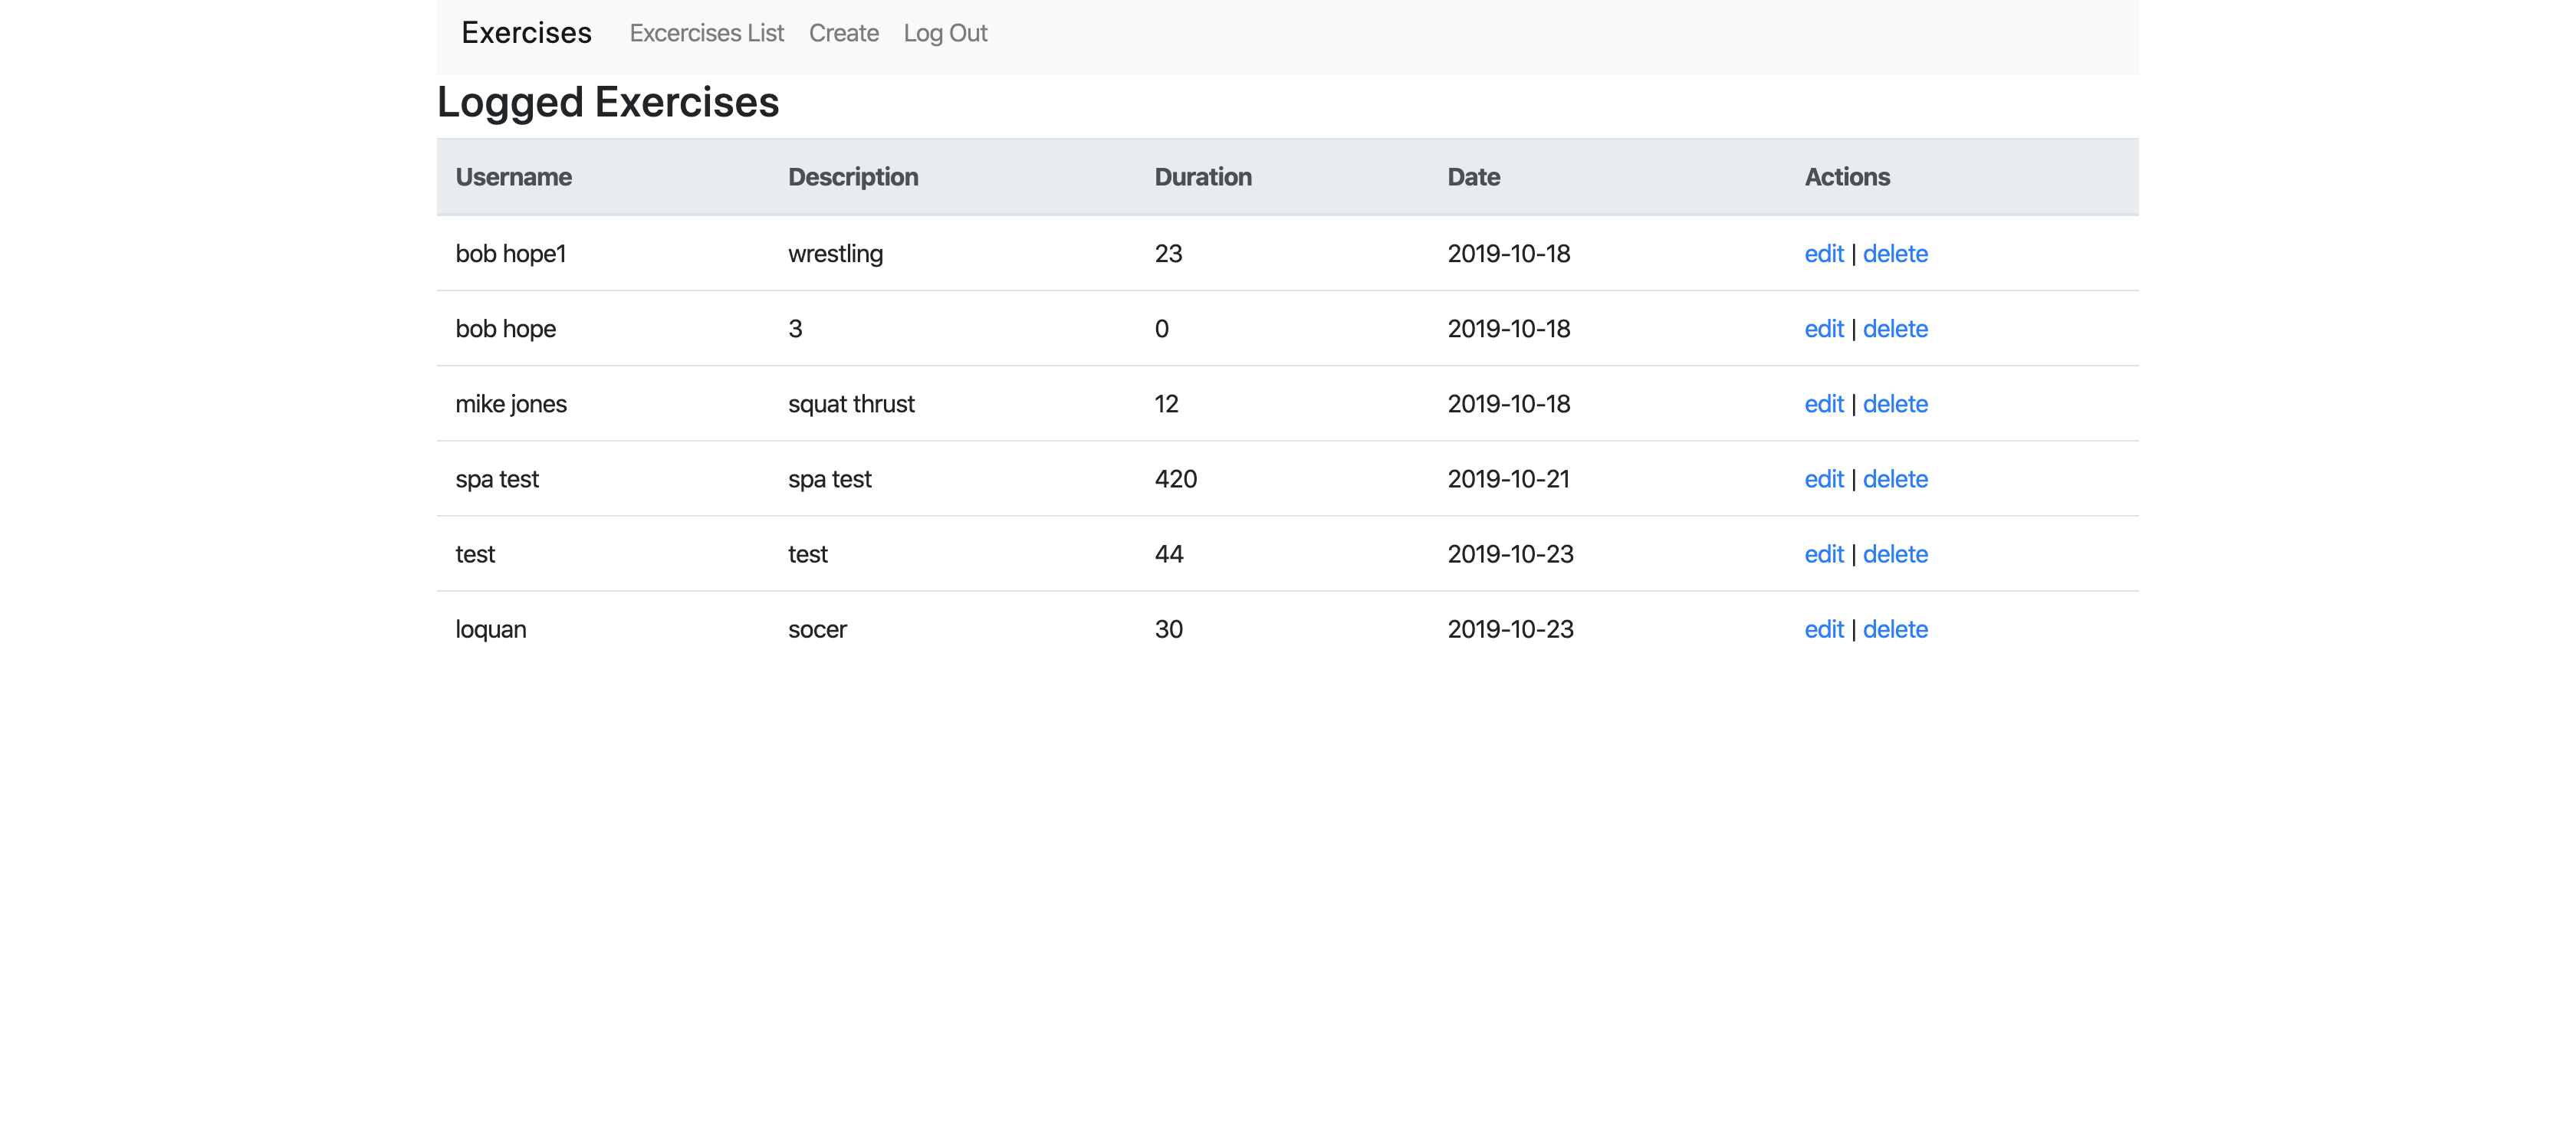 Exercises Excercises List Create Log Out
Logged Exercises
Username Description Duration Date Actions
bob hope1 wrestling 23 2019-10-18 edit | delete
bob hope 3 0 2019-10-18 edit | delete
mike jones squat thrust 12 2019-10-18 edit | delete
spa test spa test 420 2019-10-21 edit | delete
test test 44 2019-10-23 edit | delete
loquan socer 30 2019-10-23 edit | delete